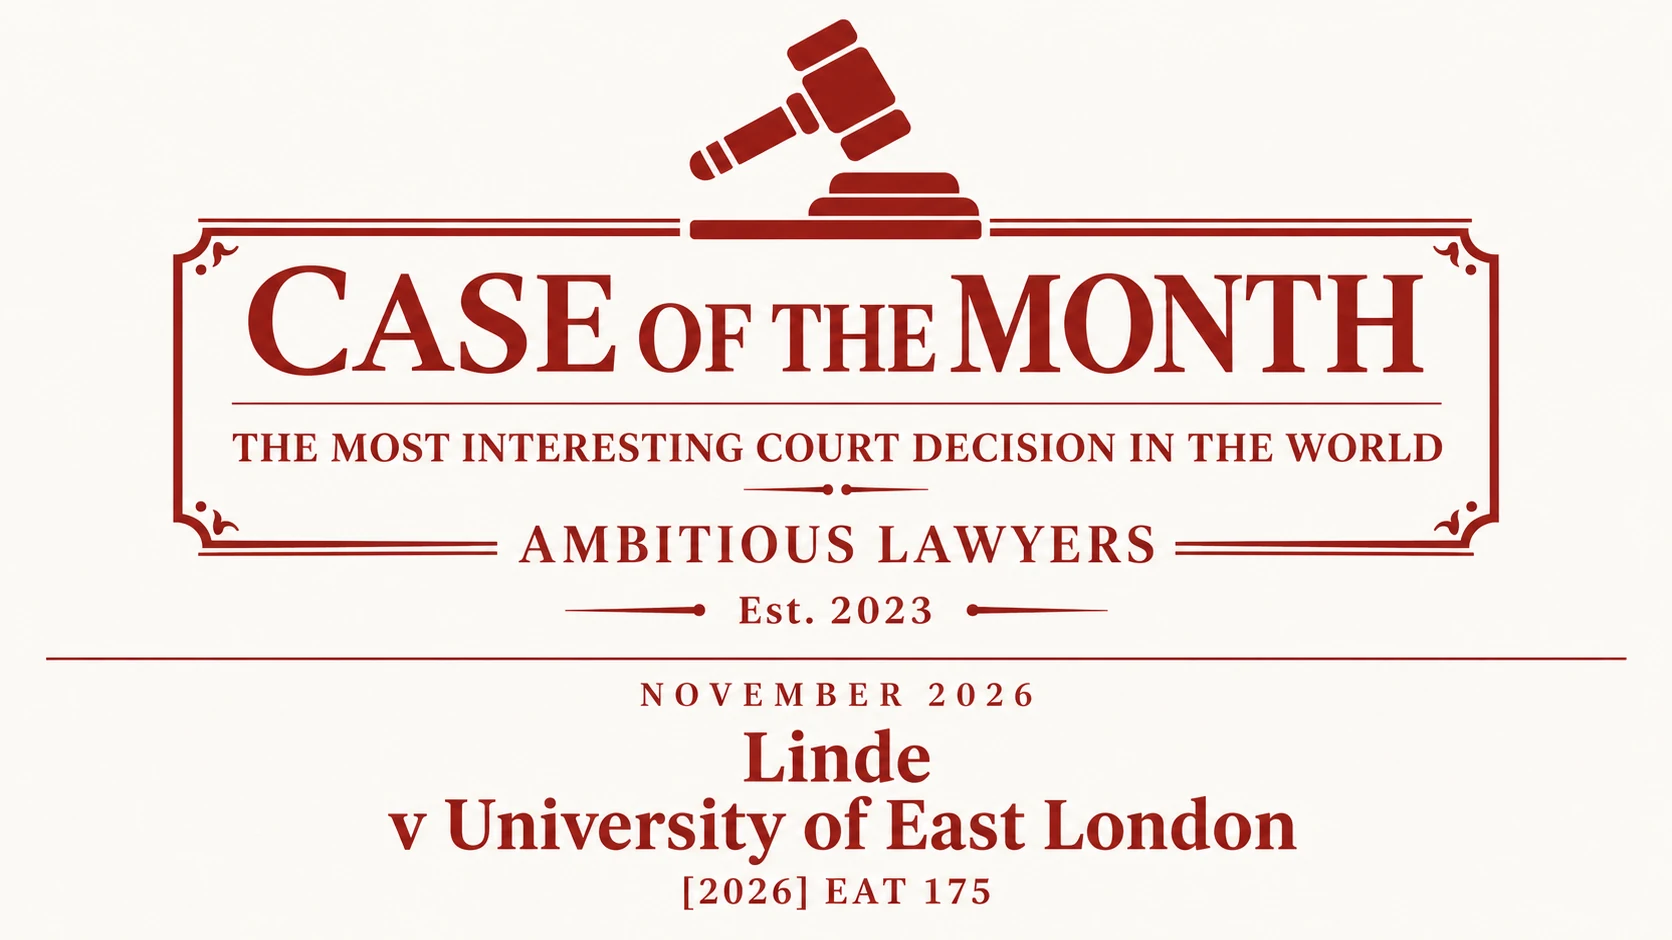 CASE OF THE MONTH
THE MOST INTERESTING COURT DECISION IN THE WORLD
AMBITIOUS LAWYERS
Est. 2023
NOVEMBER 2026
Linde
v University of East London
[2026] EAT 175